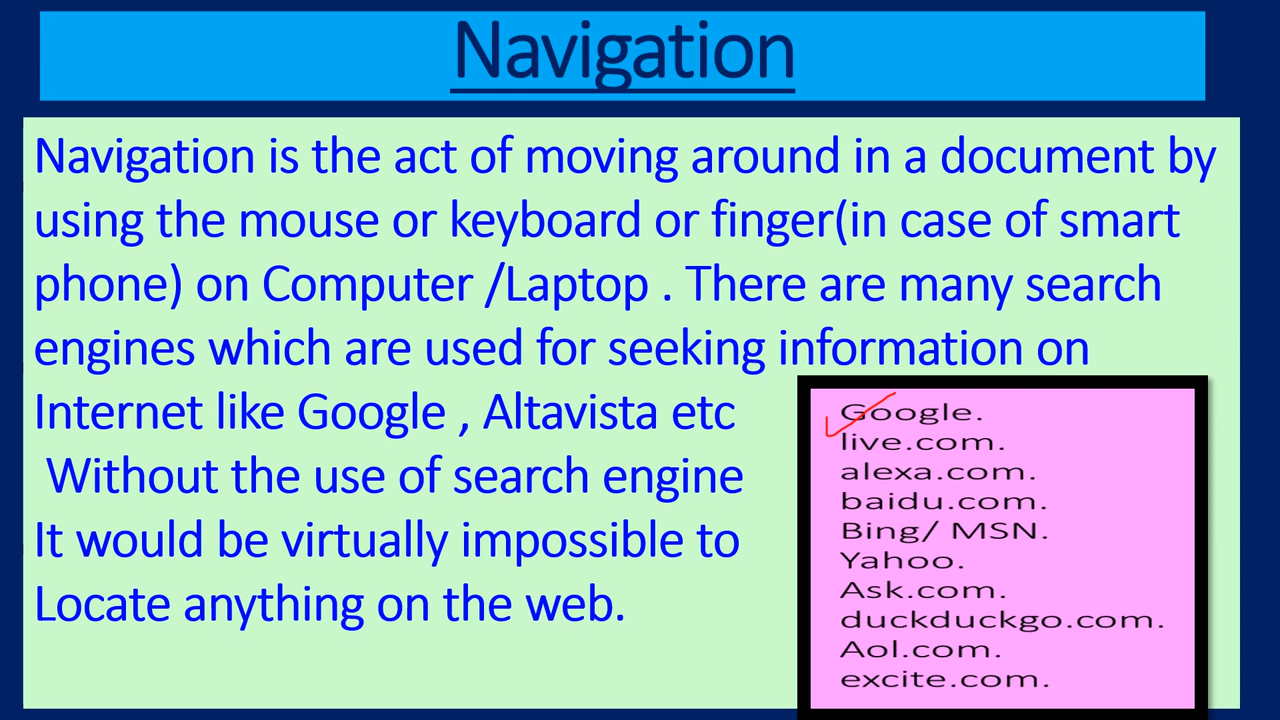 Navigation
Navigation is the act of moving around in a document by
using the mouse or keyboard or finger(in case of smart
phone) on Computer /Laptop . There are many search
engines which are used for seeking information on
Internet like Google , Altavista etc
Without the use of search engine
It would be virtually impossible to
Locate anything on the web.
Google.
live.com.
alexa.com.
baidu.com.
Bing/ MSN.
Yahoo.
Ask.com.
duckduckgo.com.
Aol.com.
excite.com.